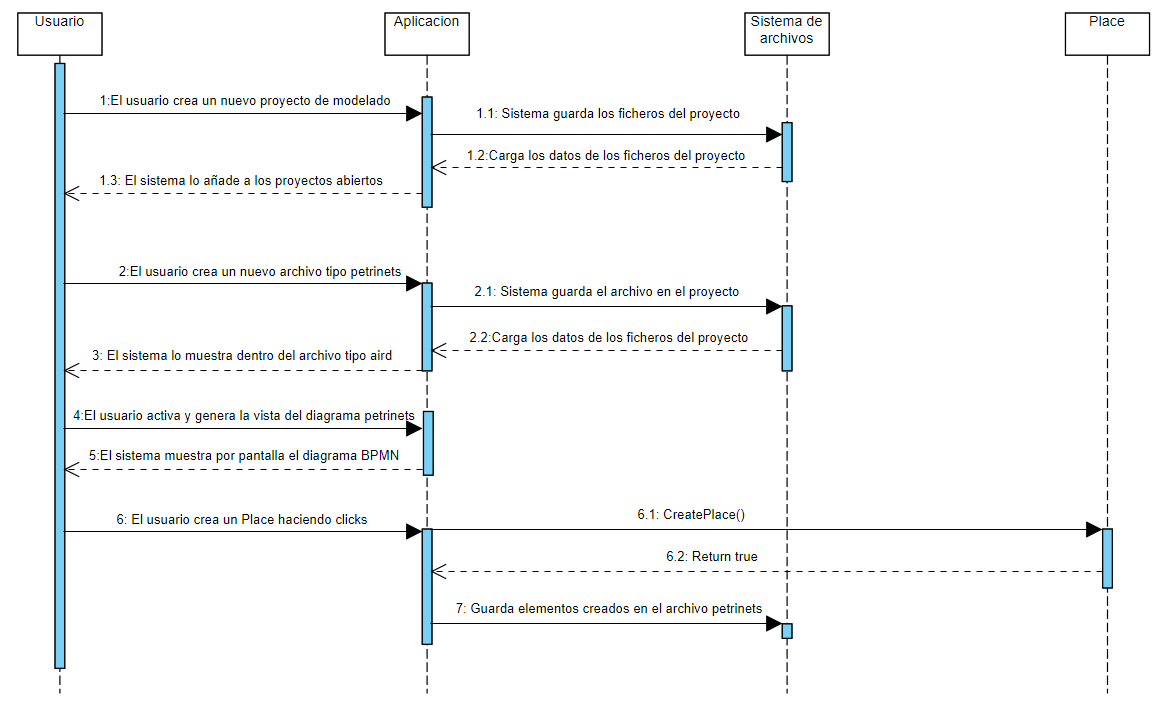 Usuario
Aplicacion
Sistema de
archivos
Place
1:El usuario crea un nuevo proyecto de modelado
1.1: Sistema guarda los ficheros del proyecto
1.2:Carga los datos de los ficheros del proyecto
1.3: El sistema lo añade a los proyectos abiertos
2:El usuario crea un nuevo archivo tipo petrinets
2.1: Sistema guarda el archivo en el proyecto
2.2:Carga los datos de los ficheros del proyecto
3: El sistema lo muestra dentro del archivo tipo aird
4:El usuario activa y genera la vista del diagrama petrinets
5:El sistema muestra por pantalla el diagrama BPMN
6: El usuario crea un Place haciendo clicks
6.1: CreatePlace()
6.2: Return true
7: Guarda elementos creados en el archivo petrinets